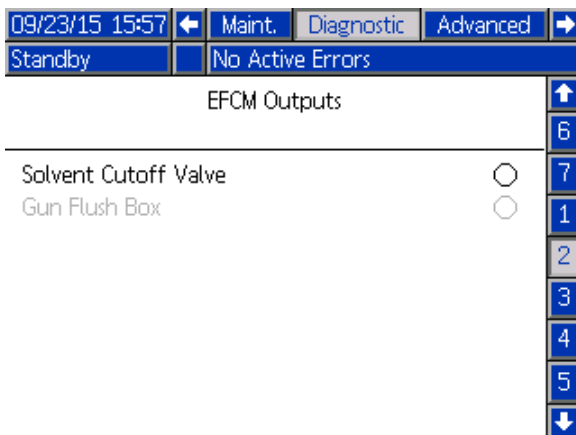 09/23/15 15:57 Maint. Diagnostic Advanced
Standby No Active Errors
EFCM Outputs
6
Solvent Cutoff Valve 7
Gun Flush Box 1
2
3
4
5